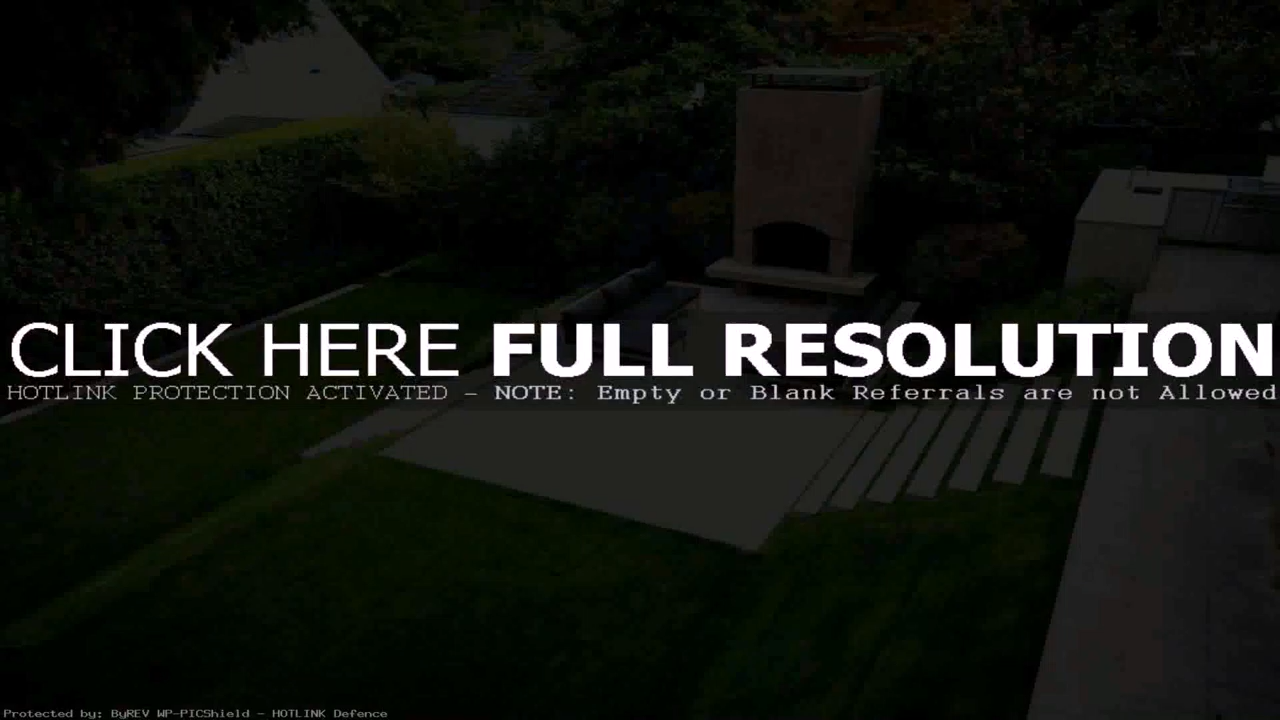 CLICK HERE FULL RESOLUTION
HOTLINK PROTECTION ACTIVATED - NOTE: Empty or Blank Referrals are not Allowed
Protected by: ByREV WP-PICShield - HOTLINK Defence